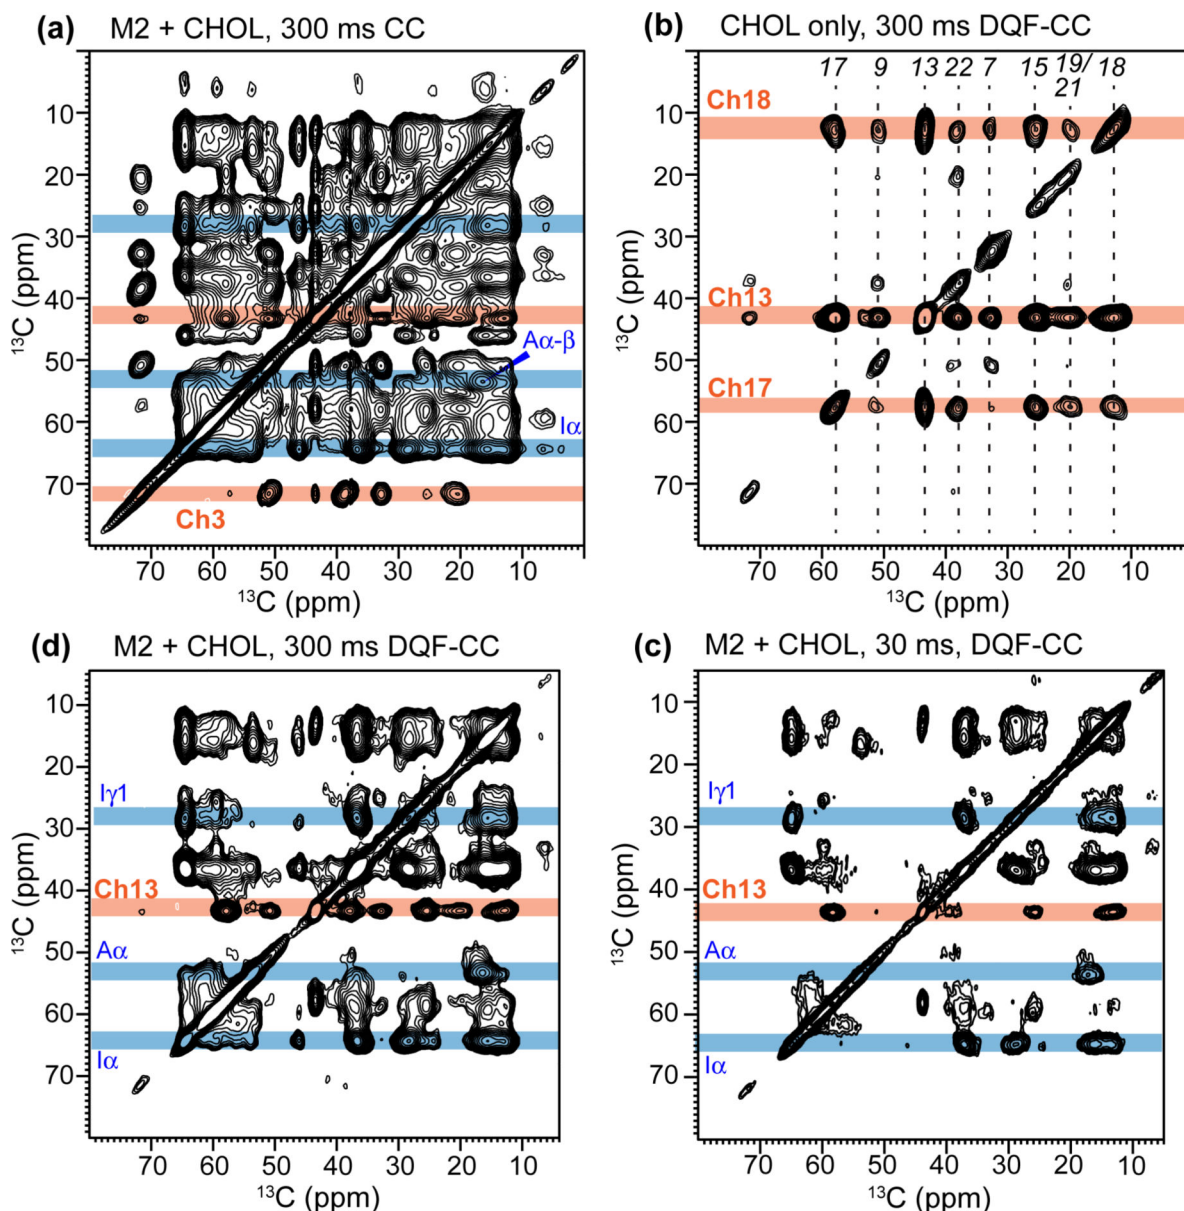 (a) M2 + CHOL, 300 ms CC
10
20
30
40
50
60
70
¹³C (ppm)
Aα-β
Iα
Ch3
70 60 50 40 30 20 10
¹³C (ppm)
(b) CHOL only, 300 ms DQF-CC
17 9 13 22 7 15 19/21 18
Ch18
Ch13
Ch17
10
20
30
40
50
60
70
¹³C (ppm)
70 60 50 40 30 20 10
¹³C (ppm)
(d) M2 + CHOL, 300 ms DQF-CC
10
20
30
40
50
60
70
¹³C (ppm)
Iγ1
Ch13
Aα
Iα
70 60 50 40 30 20 10
¹³C (ppm)
(c) M2 + CHOL, 30 ms, DQF-CC
10
20
30
40
50
60
70
¹³C (ppm)
Iγ1
Ch13
Aα
Iα
70 60 50 40 30 20 10
¹³C (ppm)